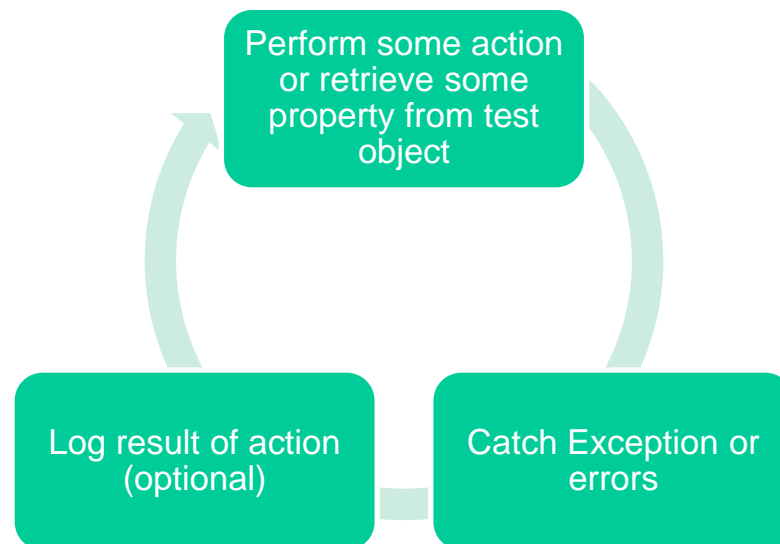 Perform some action
or retrieve some
property from test
object
Log result of action
(optional)
Catch Exception or
errors